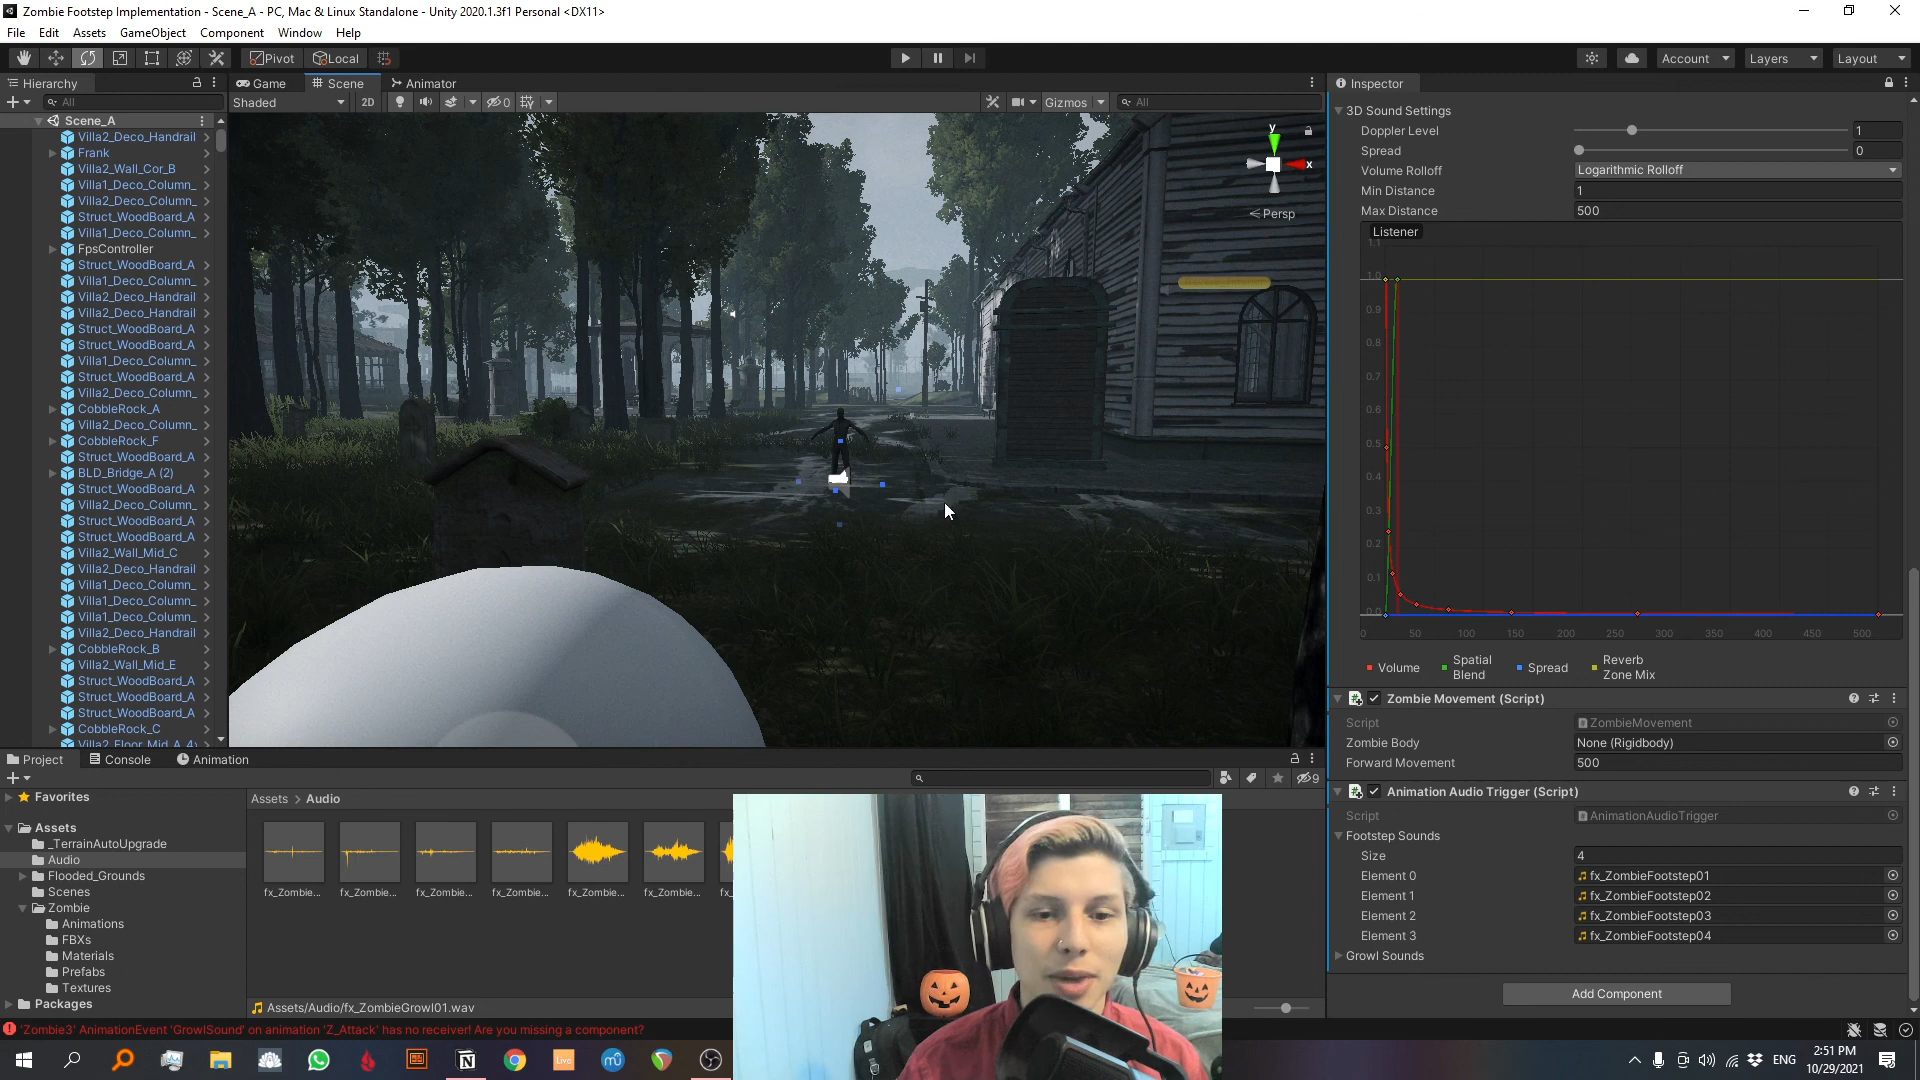 Zombie Footstep Implementation - Scene_A - PC, Mac & Linux Standalone - Unity 2020.1.3f1 Personal <DX11>
File Edit Assets GameObject Component Window Help
Pivot Local Account Layers Layout
Hierarchy
All
Scene_A
Villa2_Deco_Handrail
Frank
Villa2_Wall_Cor_B
Villa1_Deco_Column_
Villa2_Deco_Column_
Struct_WoodBoard_A
Villa1_Deco_Column_
FpsController
Struct_WoodBoard_A
Villa1_Deco_Column_
Villa2_Deco_Handrail
Villa2_Deco_Handrail
Struct_WoodBoard_A
Struct_WoodBoard_A
Villa1_Deco_Column_
Struct_WoodBoard_A
Villa2_Deco_Column_
CobbleRock_A
Villa2_Deco_Column_
CobbleRock_F
Struct_WoodBoard_A
BLD_Bridge_A (2)
Struct_WoodBoard_A
Villa2_Deco_Column_
Struct_WoodBoard_A
Struct_WoodBoard_A
Villa2_Wall_Mid_C
Villa2_Deco_Handrail
Villa1_Deco_Column_
Villa1_Deco_Column_
Villa1_Deco_Column_
Villa2_Deco_Handrail
CobbleRock_B
Villa2_Wall_Mid_E
Struct_WoodBoard_A
Struct_WoodBoard_A
Struct_WoodBoard_A
CobbleRock_C
Villa2_Floor_Mid_A_4x
Game Scene Animator
Shaded 2D 0 Gizmos All
y
x
Persp
Inspector
3D Sound Settings
Doppler Level 1
Spread 0
Volume Rolloff Logarithmic Rolloff
Min Distance 1
Max Distance 500
Listener
1.1
1.0
0.9
0.8
0.7
0.6
0.5
0.4
0.3
0.2
0.1
0.0
0 50 100 150 200 250 300 350 400 450 500
Volume Spatial Blend Spread Reverb Zone Mix
Zombie Movement (Script)
Script ZombieMovement
Zombie Body None (Rigidbody)
Forward Movement 500
Animation Audio Trigger (Script)
Script AnimationAudioTrigger
Footstep Sounds
Size 4
Element 0 fx_ZombieFootstep01
Element 1 fx_ZombieFootstep02
Element 2 fx_ZombieFootstep03
Element 3 fx_ZombieFootstep04
Growl Sounds
Add Component
Project Console Animation
9
Favorites
Assets
_TerrainAutoUpgrade
Audio
Flooded_Grounds
Scenes
Zombie
Animations
FBXs
Materials
Prefabs
Textures
Packages
Assets > Audio
fx_Zombie... fx_Zombie... fx_Zombie... fx_Zombie... fx_Zombie... fx_Zombie... fx_
Assets/Audio/fx_ZombieGrowl01.wav
'Zombie3' AnimationEvent 'GrowlSound' on animation 'Z_Attack' has no receiver! Are you missing a component?
Live
ENG
2:51 PM
10/29/2021